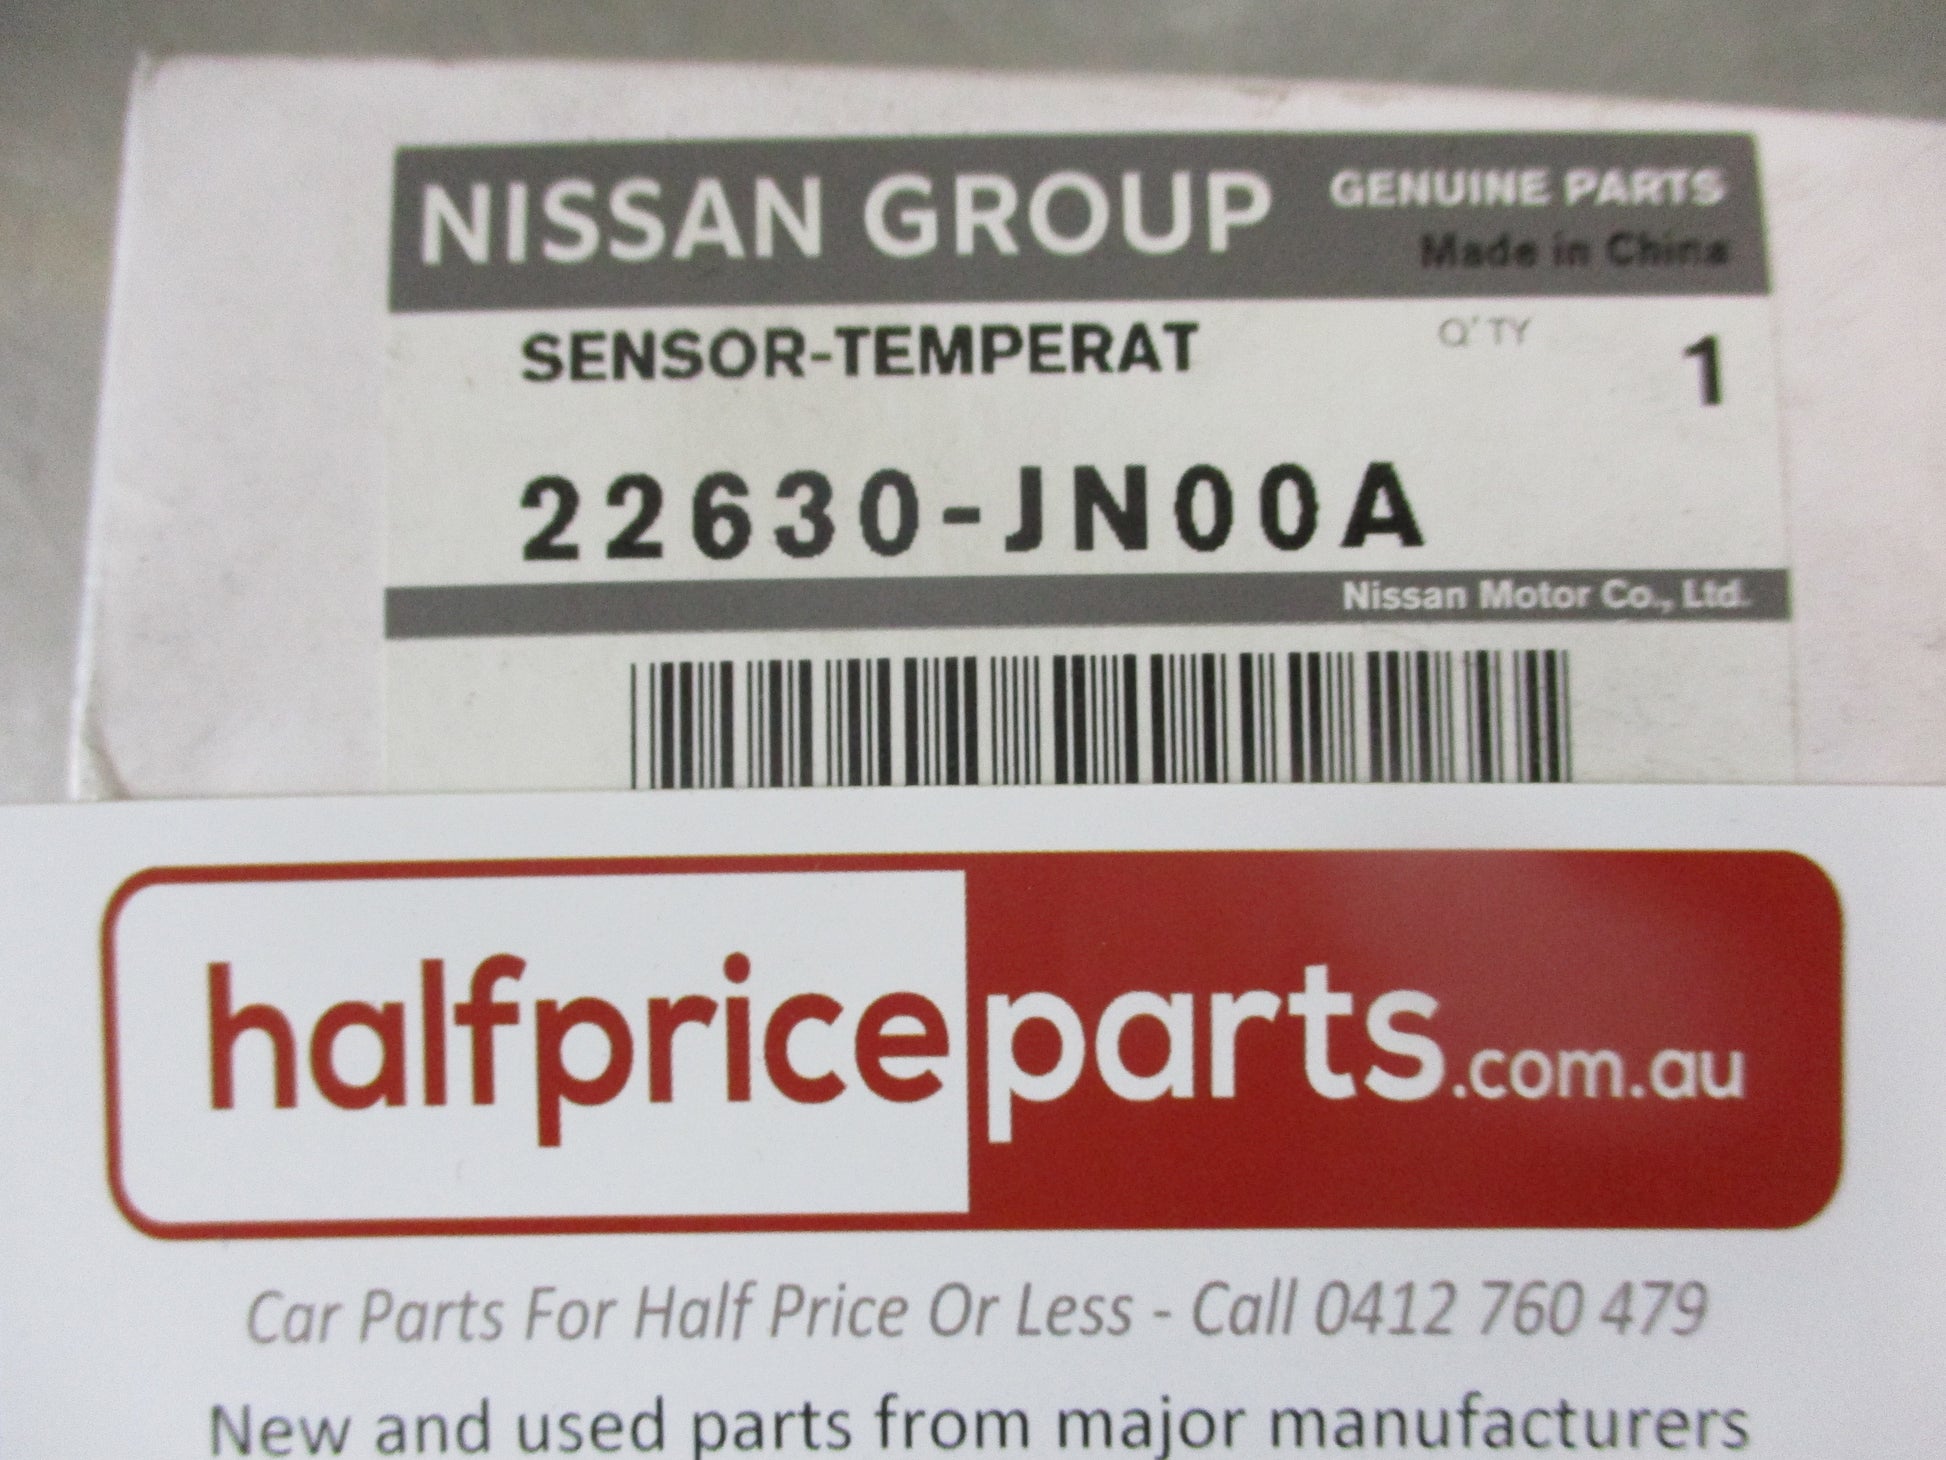 NISSAN GROUP GENUINE PARTS
Made in China
SENSOR-TEMPERAT Q'TY 1
22630-JN00A
Nissan Motor Co., Ltd.
halfpriceparts.com.au
Car Parts For Half Price Or Less - Call 0412 760 479
New and used parts from major manufacturers